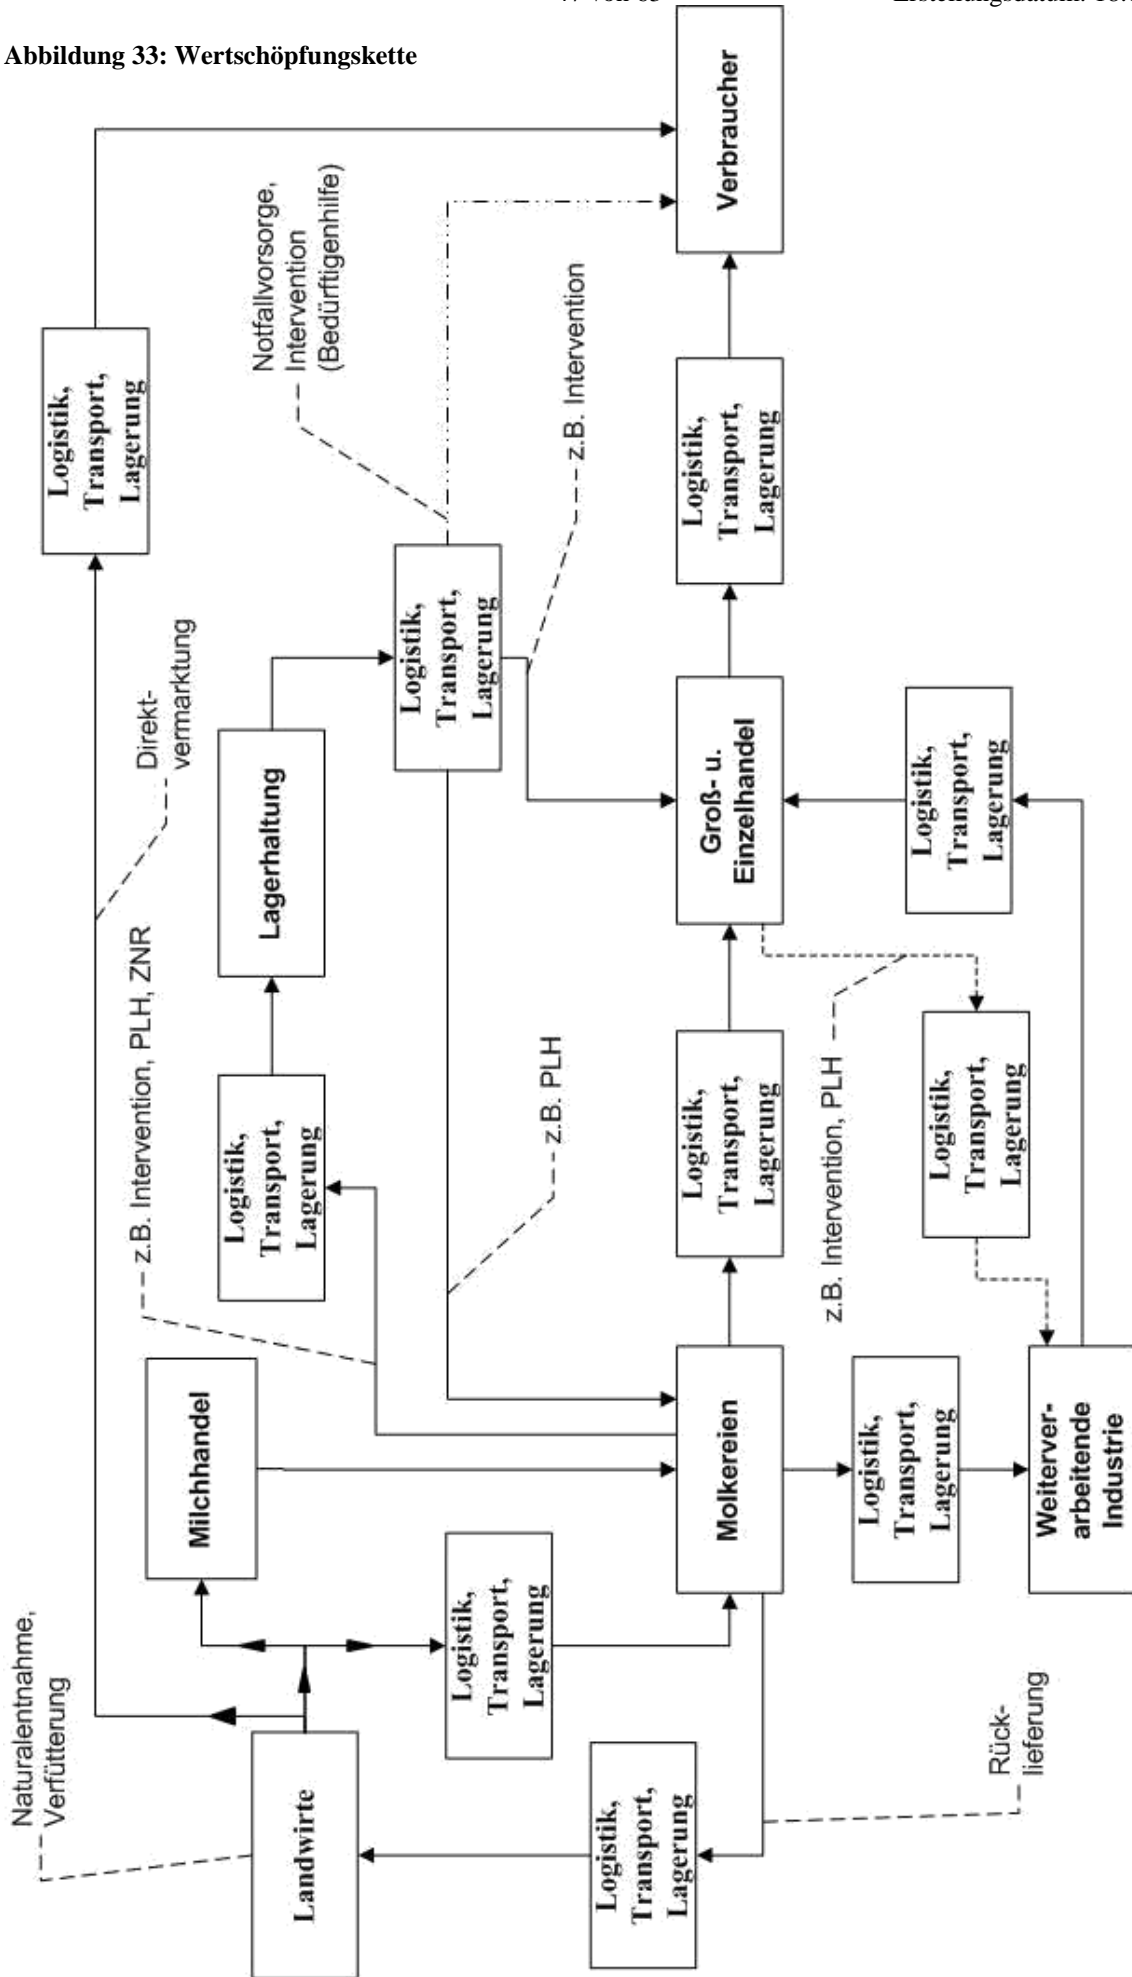 von
Erstellungsdatum:
Abbildung 33: Wertschöpfungskette
Naturalentnahme,
Verfütterung
Landwirte
Logistik,
Transport,
Lagerung
Rück-
lieferung
Milchhandel
Logistik,
Transport,
Lagerung
Molkereien
Logistik,
Transport,
Lagerung
Weiterver-
arbeitende
Industrie
z.B. Intervention, PLH, ZNR
Logistik,
Transport,
Lagerung
z.B. PLH
Logistik,
Transport,
Lagerung
z.B. Intervention, PLH
Logistik,
Transport,
Lagerung
Direkt-
vermarktung
Lagerhaltung
Logistik,
Transport,
Lagerung
Groß- u.
Einzelhandel
Logistik,
Transport,
Lagerung
Logistik,
Transport,
Lagerung
Notfallvorsorge,
Intervention
(Bedürftigenhilfe)
z.B. Intervention
Logistik,
Transport,
Lagerung
Verbraucher